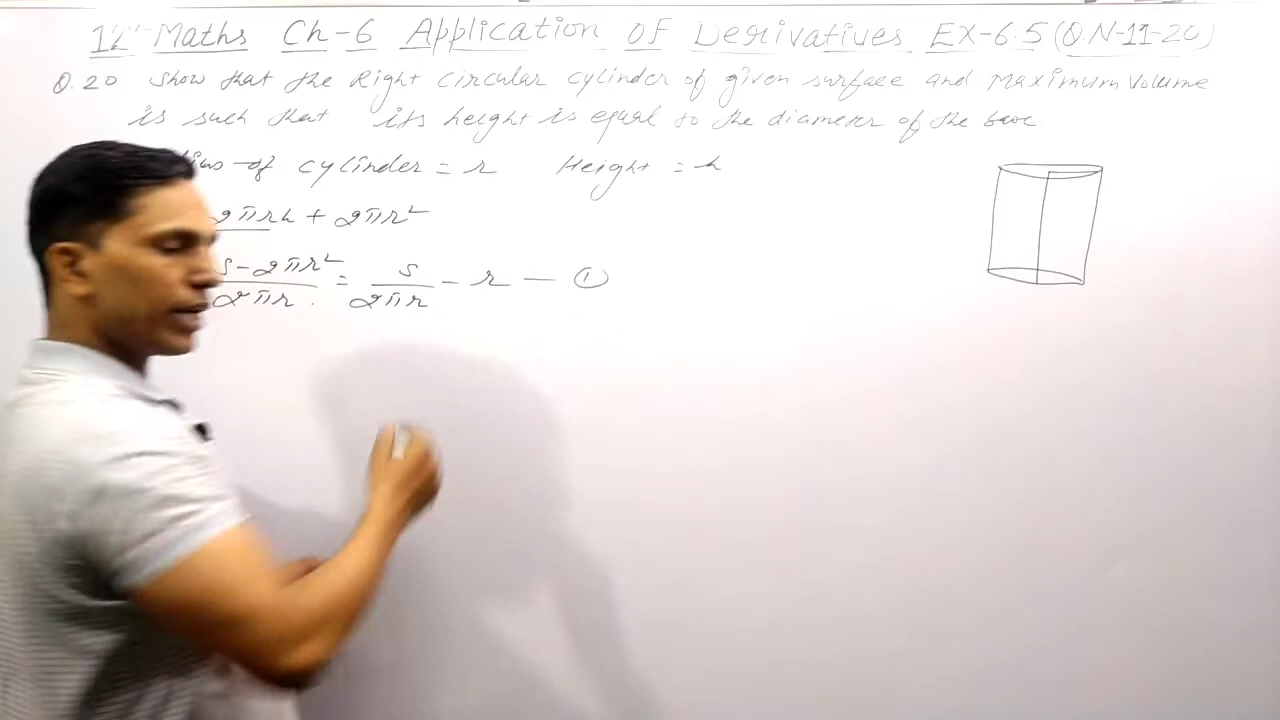 12th Maths Ch-6 Application OF Derivatives EX-6.5 (Q.N-11-20)
Q.20 Show that the Right circular cylinder of given surface and Maximum Volume
is such that its height is equal to the diameter of the base.
of cylinder = r Height = h
2πrh + 2πr²
S-2πr² / 2πr = S / 2πr - r — ①